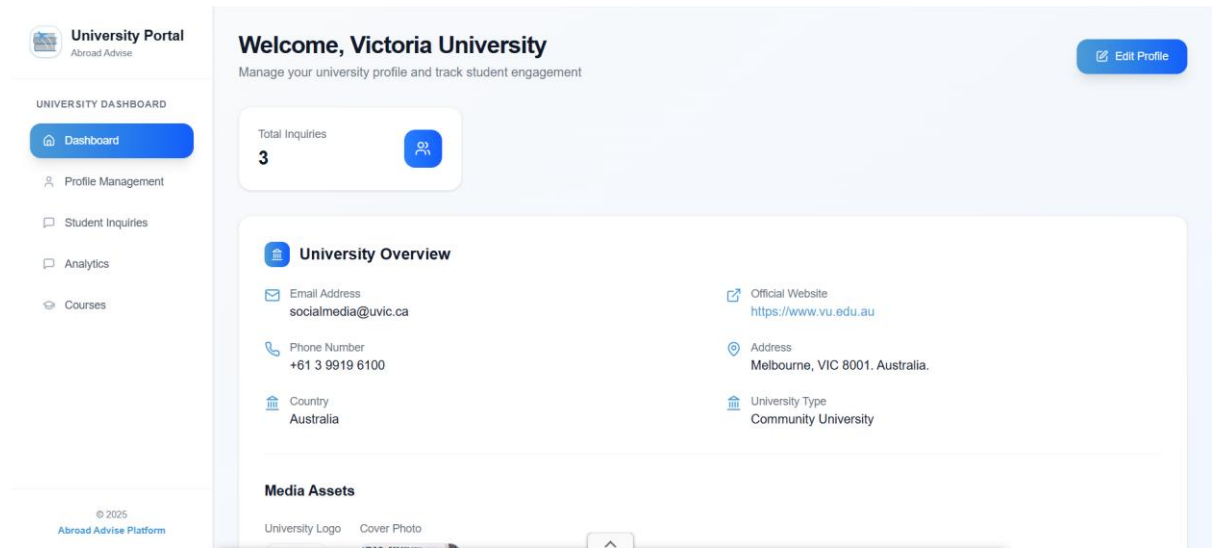 University Portal
Abroad Advise
UNIVERSITY DASHBOARD
Dashboard
Profile Management
Student Inquiries
Analytics
Courses
© 2025
Abroad Advise Platform
Welcome, Victoria University
Manage your university profile and track student engagement
Edit Profile
Total Inquiries
3
University Overview
Email Address
socialmedia@uvic.ca
Official Website
https://www.vu.edu.au
Phone Number
+61 3 9919 6100
Address
Melbourne, VIC 8001. Australia.
Country
Australia
University Type
Community University
Media Assets
University Logo Cover Photo